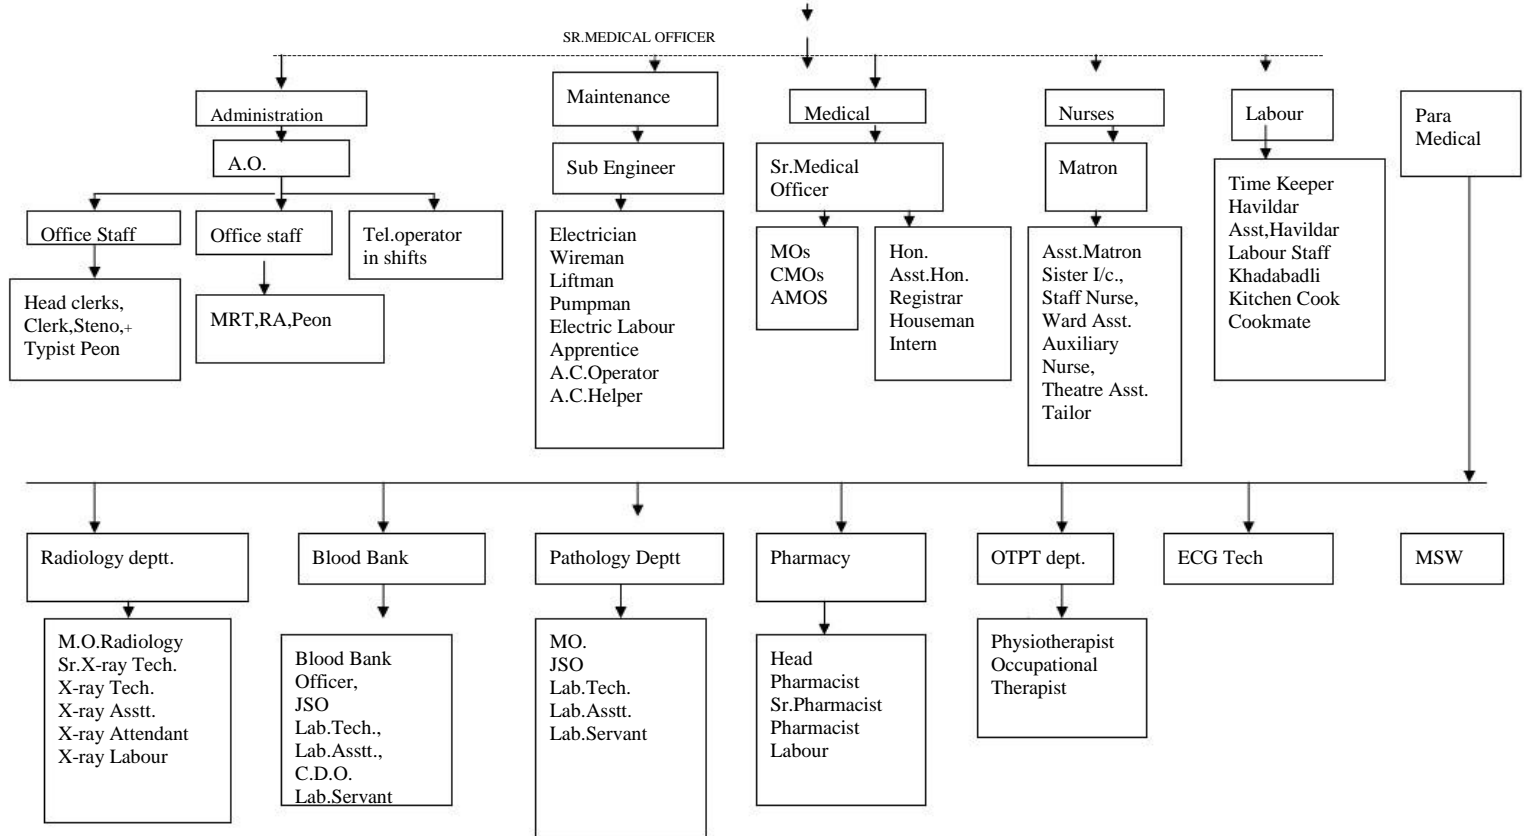 SR.MEDICAL OFFICER
Administration
Maintenance
Medical
Nurses
Labour
Para
Medical
A.O.
Sub Engineer
Sr.Medical
Officer
Matron
Time Keeper
Havildar
Asst,Havildar
Labour Staff
Khadabadli
Kitchen Cook
Cookmate
Office Staff
Office staff
Tel.operator
in shifts
Head clerks,
Clerk,Steno,+
Typist Peon
MRT,RA,Peon
Electrician
Wireman
Liftman
Pumpman
Electric Labour
Apprentice
A.C.Operator
A.C.Helper
MOs
CMOs
AMOS
Hon.
Asst.Hon.
Registrar
Houseman
Intern
Asst.Matron
Sister I/c.,
Staff Nurse,
Ward Asst.
Auxiliary
Nurse,
Theatre Asst.
Tailor
Radiology deptt.
Blood Bank
Pathology Deptt
Pharmacy
OTPT dept.
ECG Tech
MSW
M.O.Radiology
Sr.X-ray Tech.
X-ray Tech.
X-ray Asstt.
X-ray Attendant
X-ray Labour
Blood Bank
Officer,
JSO
Lab.Tech.,
Lab.Asstt.,
C.D.O.
Lab.Servant
MO.
JSO
Lab.Tech.
Lab.Asstt.
Lab.Servant
Head
Pharmacist
Sr.Pharmacist
Pharmacist
Labour
Physiotherapist
Occupational
Therapist